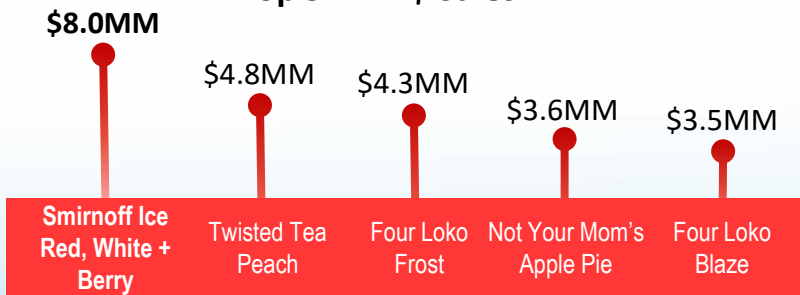 $8.0MM
$4.8MM
$4.3MM
$3.6MM
$3.5MM
Smirnoff Ice
Red, White +
Berry
Twisted Tea
Peach
Four Loko
Frost
Not Your Mom's
Apple Pie
Four Loko
Blaze